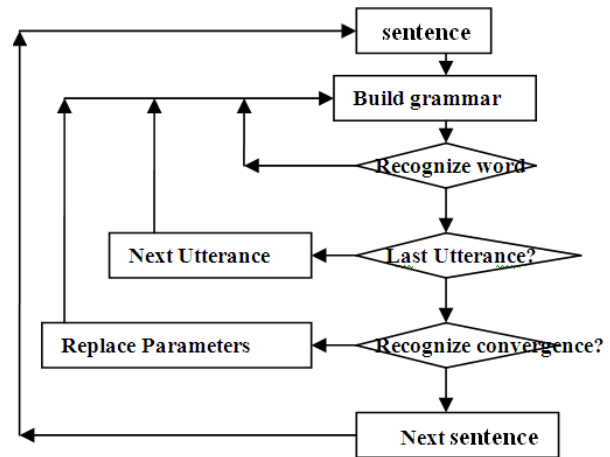 sentence
Build grammar
Recognize word
Next Utterance
Last Utterance?
Replace Parameters
Recognize convergence?
Next sentence